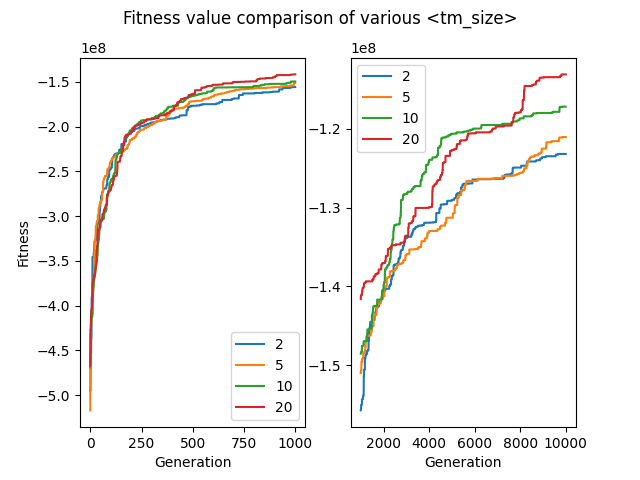 Fitness value comparison of various <tm_size>
1e8
−1.5
−2.0
−2.5
−3.0
−3.5
−4.0
−4.5
−5.0
Fitness
0 250 500 750 1000
Generation
2
5
10
20
1e8
−1.2
−1.3
−1.4
−1.5
2000 4000 6000 8000 10000
Generation
2
5
10
20